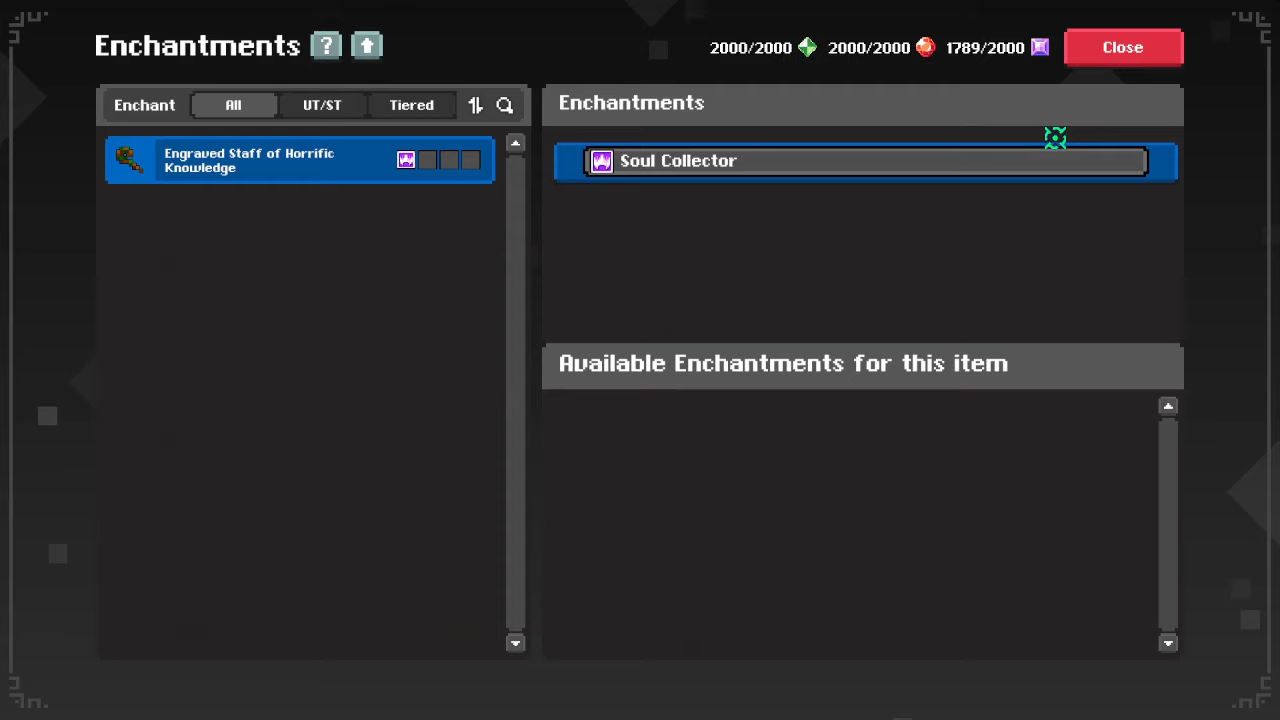 Enchantments ?
2000/2000 2000/2000 1789/2000 Close
Enchant All UT/ST Tiered
Engraved Staff of Horrific
Knowledge
Enchantments
Soul Collector
Available Enchantments for this item